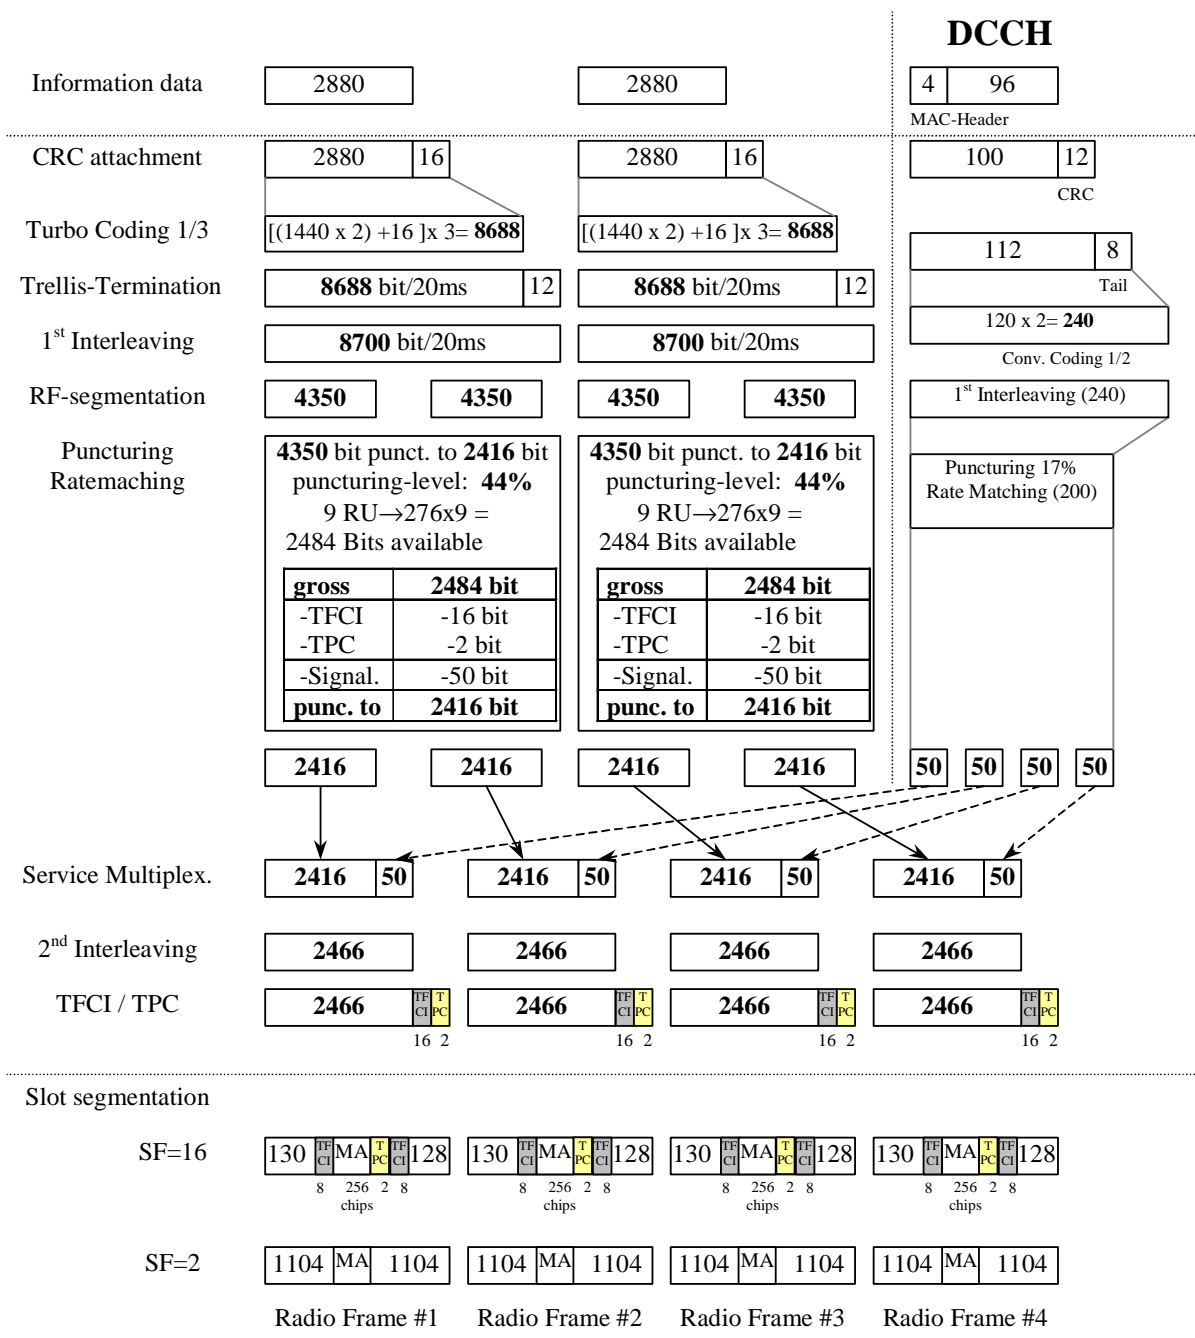 DCCH
Information data 2880 2880 4 96
MAC-Header
CRC attachment 2880 16 2880 16 100 12
CRC
Turbo Coding 1/3 [(1440 x 2) +16 ]x 3= 8688 [(1440 x 2) +16 ]x 3= 8688
112 8
Trellis-Termination 8688 bit/20ms 12 8688 bit/20ms 12
Tail
120 x 2= 240
1st Interleaving 8700 bit/20ms 8700 bit/20ms
Conv. Coding 1/2
RF-segmentation 4350 4350 4350 4350 1st Interleaving (240)
Puncturing 4350 bit punct. to 2416 bit 4350 bit punct. to 2416 bit
Ratemaching puncturing-level: 44% puncturing-level: 44%
Puncturing 17%
Rate Matching (200)
9 RU→276x9 = 9 RU→276x9 =
2484 Bits available 2484 Bits available
gross 2484 bit gross 2484 bit
-TFCI -16 bit -TFCI -16 bit
-TPC -2 bit -TPC -2 bit
-Signal. -50 bit -Signal. -50 bit
punc. to 2416 bit punc. to 2416 bit
2416 2416 2416 2416 50 50 50 50
Service Multiplex. 2416 50 2416 50 2416 50 2416 50
2nd Interleaving 2466 2466 2466 2466
TFCI / TPC 2466 TF CI T PC 2466 TF CI T PC 2466 TF CI T PC 2466 TF CI T PC
16 2 16 2 16 2 16 2
Slot segmentation
SF=16 130 TF CI MA T PC TF CI 128 130 TF CI MA T PC TF CI 128 130 TF CI MA T PC TF CI 128 130 TF CI MA T PC TF CI 128
8 256 2 8 8 256 2 8 8 256 2 8 8 256 2 8
chips chips chips chips
SF=2 1104 MA 1104 1104 MA 1104 1104 MA 1104 1104 MA 1104
Radio Frame #1 Radio Frame #2 Radio Frame #3 Radio Frame #4